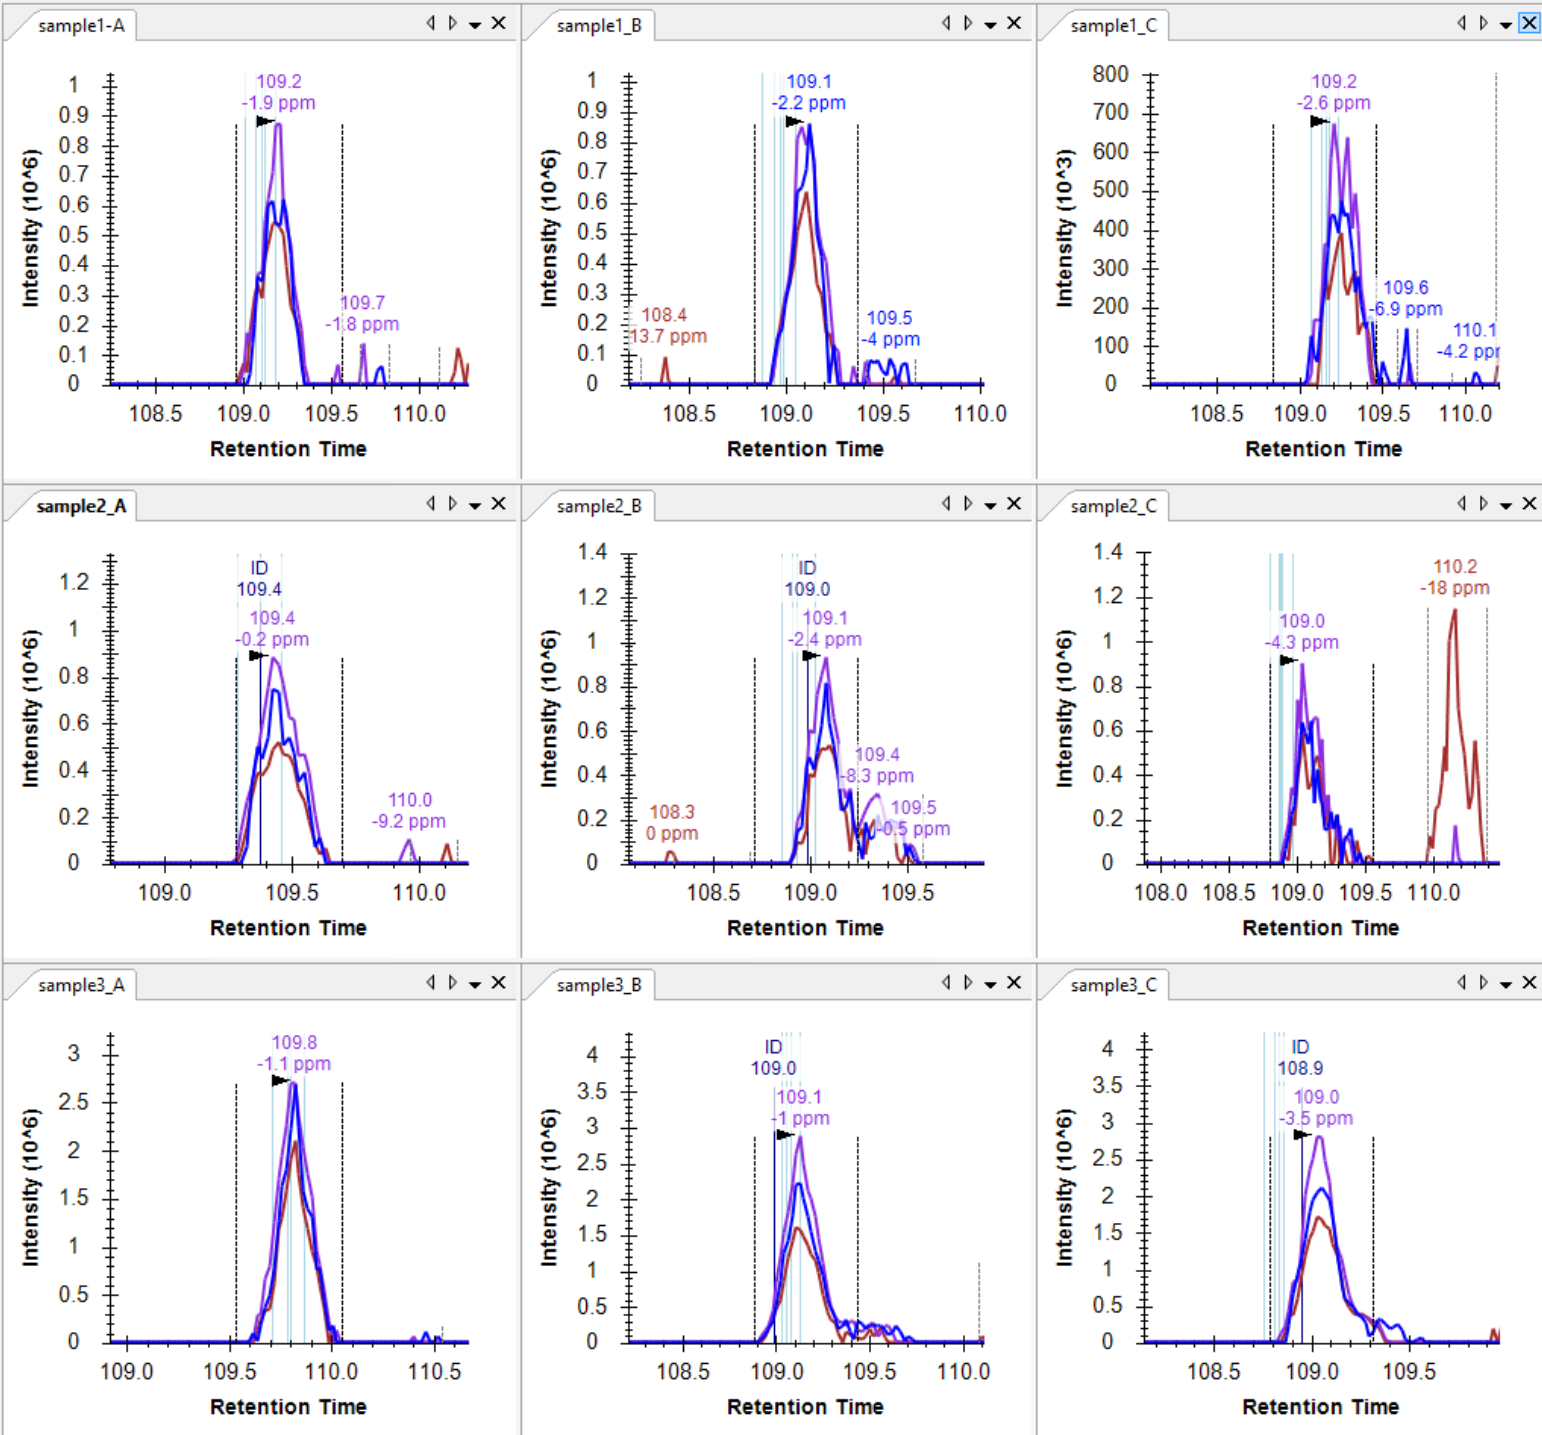 sample1-A
Intensity (10^6)
1
0.9
0.8
0.7
0.6
0.5
0.4
0.3
0.2
0.1
0
109.2
-1.9 ppm
109.7
-1.8 ppm
108.5 109.0 109.5 110.0
Retention Time
sample1_B
Intensity (10^6)
1
0.9
0.8
0.7
0.6
0.5
0.4
0.3
0.2
0.1
0
109.1
-2.2 ppm
108.4
13.7 ppm
109.5
-4 ppm
108.5 109.0 109.5 110.0
Retention Time
sample1_C
Intensity (10^3)
800
700
600
500
400
300
200
100
0
109.2
-2.6 ppm
109.6
-6.9 ppm
110.1
-4.2 ppm
108.5 109.0 109.5 110.0
Retention Time
sample2_A
Intensity (10^6)
1.2
1
0.8
0.6
0.4
0.2
0
ID
109.4
109.4
-0.2 ppm
110.0
-9.2 ppm
109.0 109.5 110.0
Retention Time
sample2_B
Intensity (10^6)
1.4
1.2
1
0.8
0.6
0.4
0.2
0
ID
109.0
109.1
-2.4 ppm
109.4
-8.3 ppm
109.5
-0.5 ppm
108.3
0 ppm
108.5 109.0 109.5
Retention Time
sample2_C
Intensity (10^6)
1.4
1.2
1
0.8
0.6
0.4
0.2
0
109.0
-4.3 ppm
110.2
-18 ppm
108.0 108.5 109.0 109.5 110.0
Retention Time
sample3_A
Intensity (10^6)
3
2.5
2
1.5
1
0.5
0
109.8
-1.1 ppm
109.0 109.5 110.0 110.5
Retention Time
sample3_B
Intensity (10^6)
4
3.5
3
2.5
2
1.5
1
0.5
0
ID
109.0
109.1
-1 ppm
108.5 109.0 109.5 110.0
Retention Time
sample3_C
Intensity (10^6)
4
3.5
3
2.5
2
1.5
1
0.5
0
ID
108.9
109.0
-3.5 ppm
108.5 109.0 109.5
Retention Time